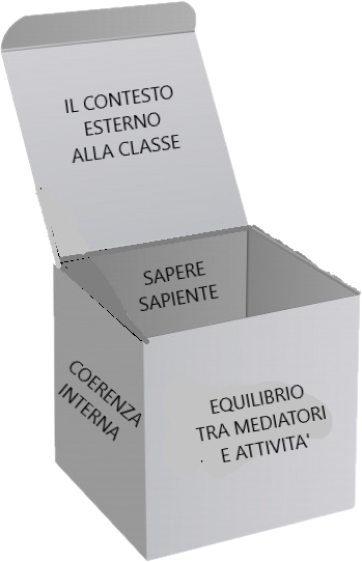 IL CONTESTO
ESTERNO
ALLA CLASSE
SAPERE
SAPIENTE
COERENZA
INTERNA
EQUILIBRIO
TRA MEDIATORI
E ATTIVITA'